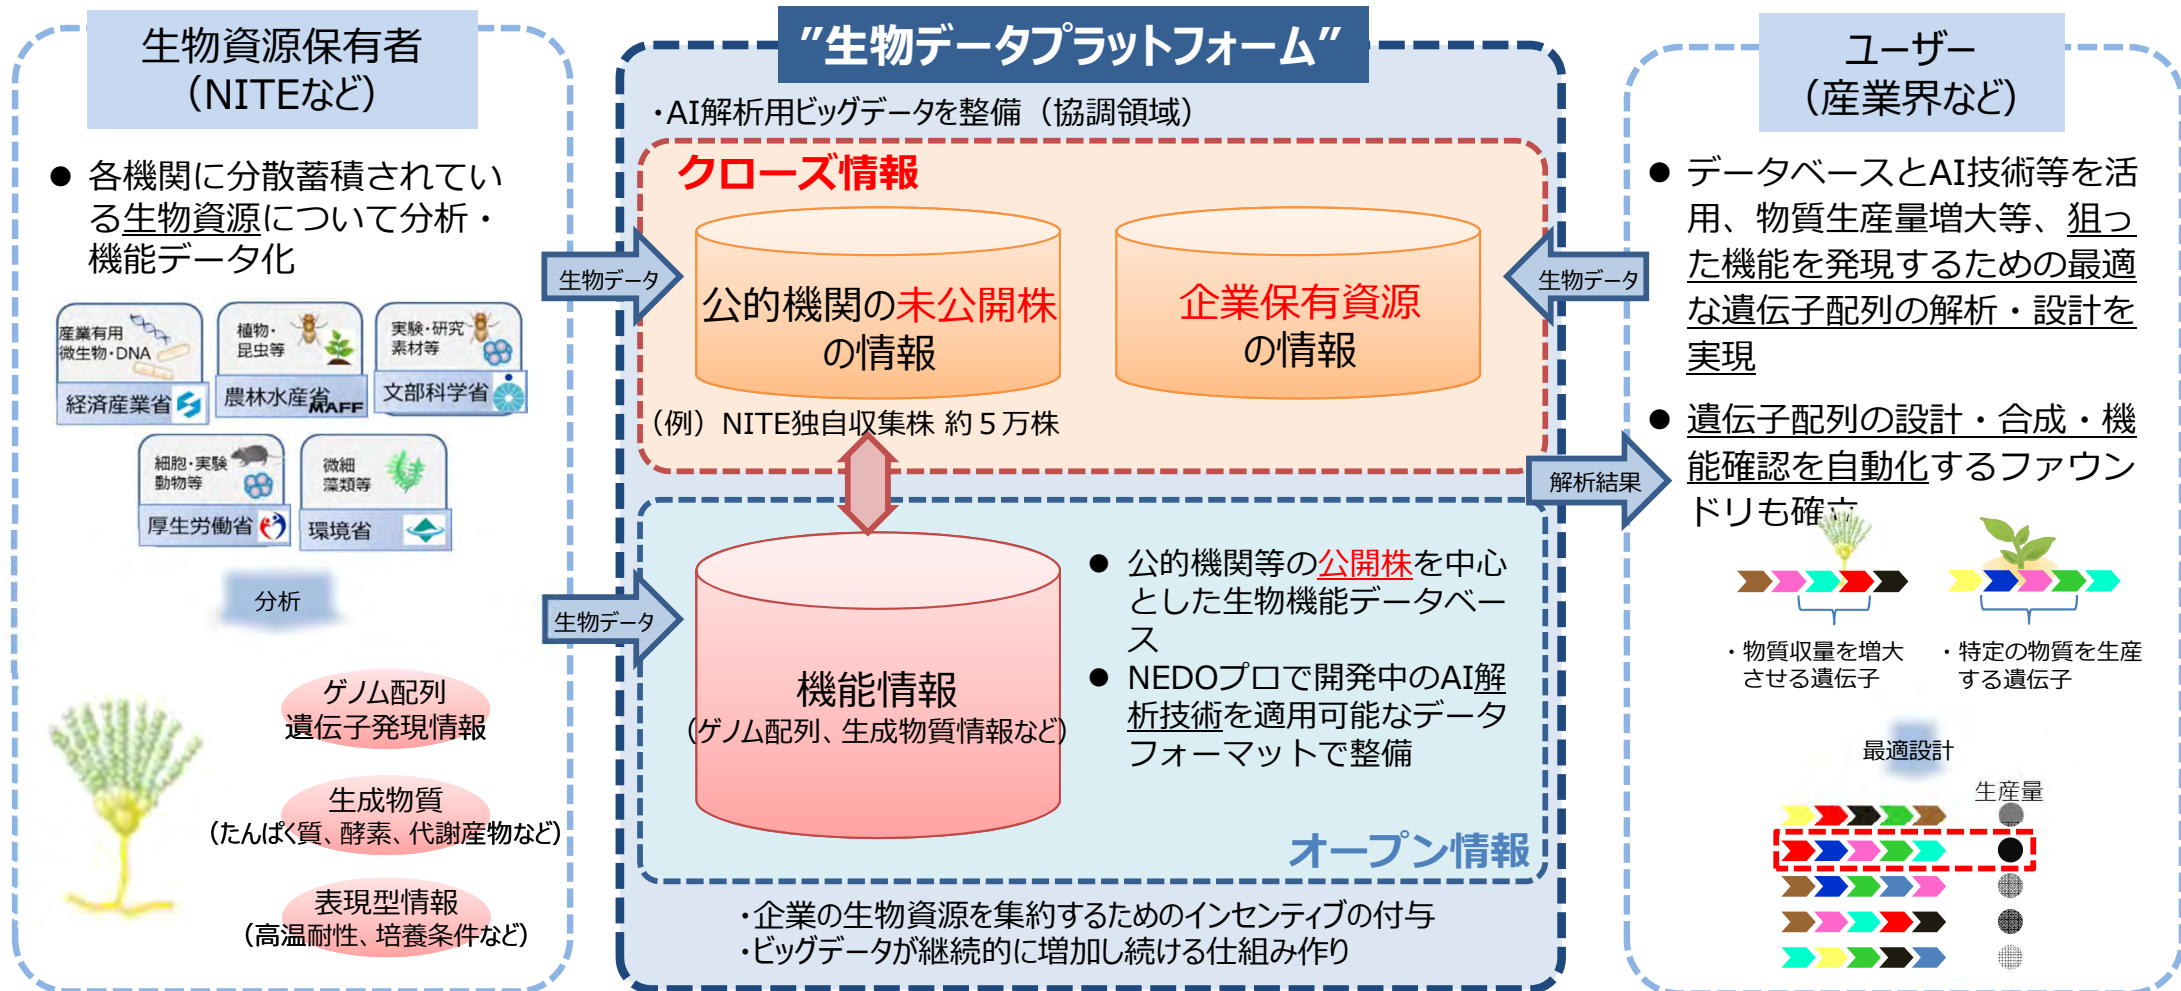 生物資源保有者
（NITEなど）
● 各機関に分散蓄積されてい
る生物資源について分析・
機能データ化
産業有用
微生物・DNA
経済産業省
植物・
昆虫等
農林水産省
MAFF
実験・研究
素材等
文部科学省
細胞・実験
動物等
厚生労働省
微細
藻類等
環境省
分析
ゲノム配列
遺伝子発現情報
生成物質
（たんぱく質、酵素、代謝産物など）
表現型情報
（高温耐性、培養条件など）
生物データ
生物データ
”生物データプラットフォーム”
・AI解析用ビッグデータを整備（協調領域）
クローズ情報
公的機関の未公開株
の情報
企業保有資源
の情報
（例）NITE独自収集株 約５万株
機能情報
（ゲノム配列、生成物質情報など）
● 公的機関等の公開株を中心
とした生物機能データベー
ス
● NEDOプロで開発中のAI解
析技術を適用可能なデータ
フォーマットで整備
オープン情報
・企業の生物資源を集約するためのインセンティブの付与
・ビッグデータが継続的に増加し続ける仕組み作り
生物データ
解析結果
ユーザー
（産業界など）
● データベースとAI技術等を活
用、物質生産量増大等、狙っ
た機能を発現するための最適
な遺伝子配列の解析・設計を
実現
● 遺伝子配列の設計・合成・機
能確認を自動化するファウン
ドリも確立
・物質収量を増大
させる遺伝子
・特定の物質を生産
する遺伝子
最適設計
生産量